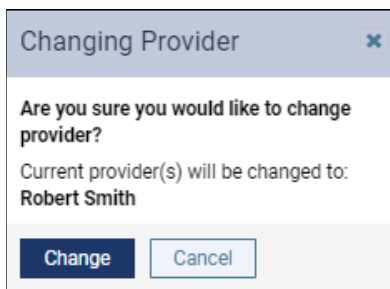 Changing Provider
Are you sure you would like to change
provider?
Current provider(s) will be changed to:
Robert Smith
Change Cancel